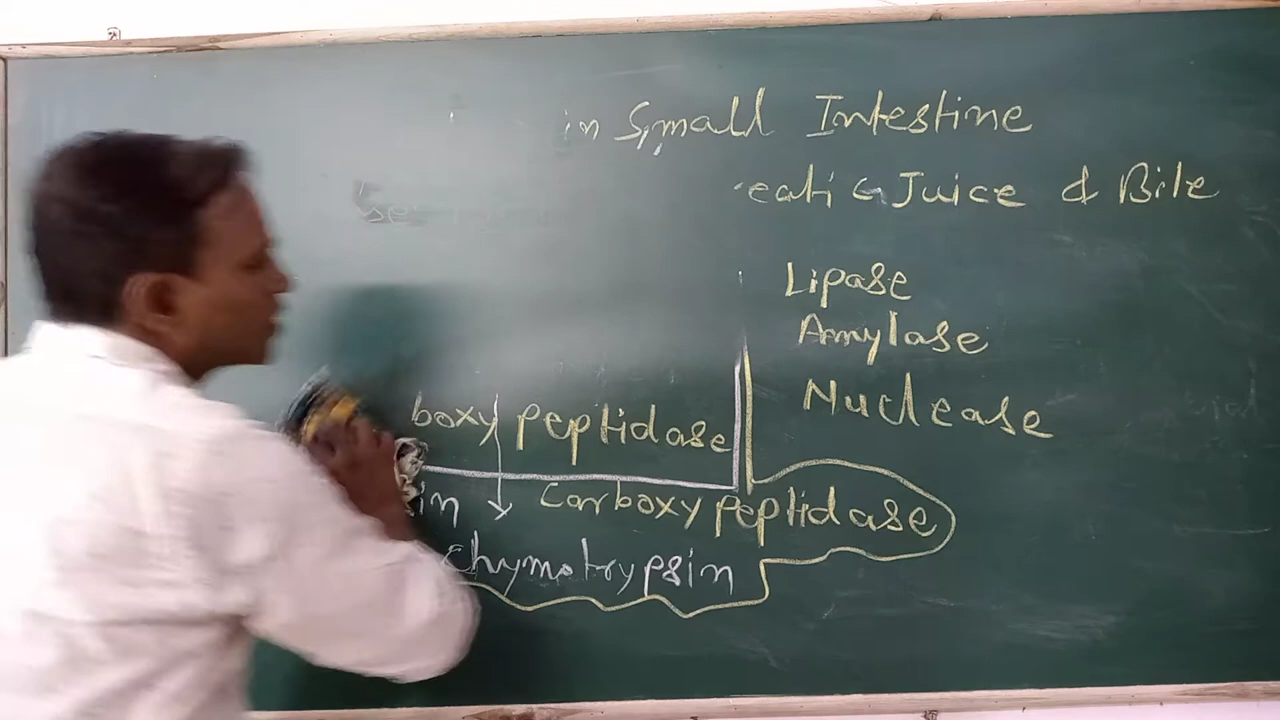 in Small Intestine
eatic Juice & Bile
Lipase
Amylase
Nuclease
boxy peptidase
in Carboxy peptidase
chymotrypsin